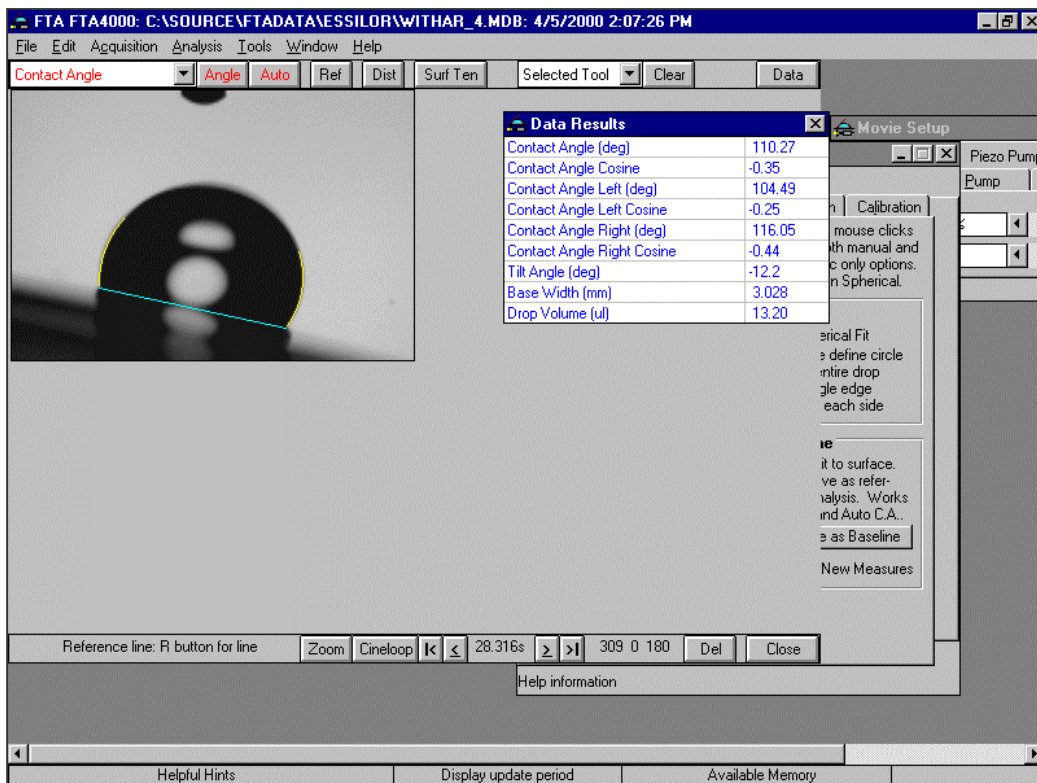 FTA FTA4000: C:\SOURCE\FTADATA\ESSILOR\WITHAR_4.MDB: 4/5/2000 2:07:26 PM
File Edit Acquisition Analysis Tools Window Help
Contact Angle Angle Auto Ref Dist Surf Ten Selected Tool Clear Data
Data Results
Contact Angle (deg) 110.27
Contact Angle Cosine -0.35
Contact Angle Left (deg) 104.49
Contact Angle Left Cosine -0.25
Contact Angle Right (deg) 116.05
Contact Angle Right Cosine -0.44
Tilt Angle (deg) -12.2
Base Width (mm) 3.028
Drop Volume (ul) 13.20
Movie Setup
Piezo Pump
Pump
%
Calibration
mouse clicks
manual and
only options.
Spherical.
Fit
define circle
drop
edge
each side
it to surface.
as refer-
Works
Auto C.A..
as Baseline
New Measures
Reference line: R button for line Zoom Cineloop |< < 28.316s > >| 309 0 180 Del Close
Help information
Helpful Hints Display update period Available Memory